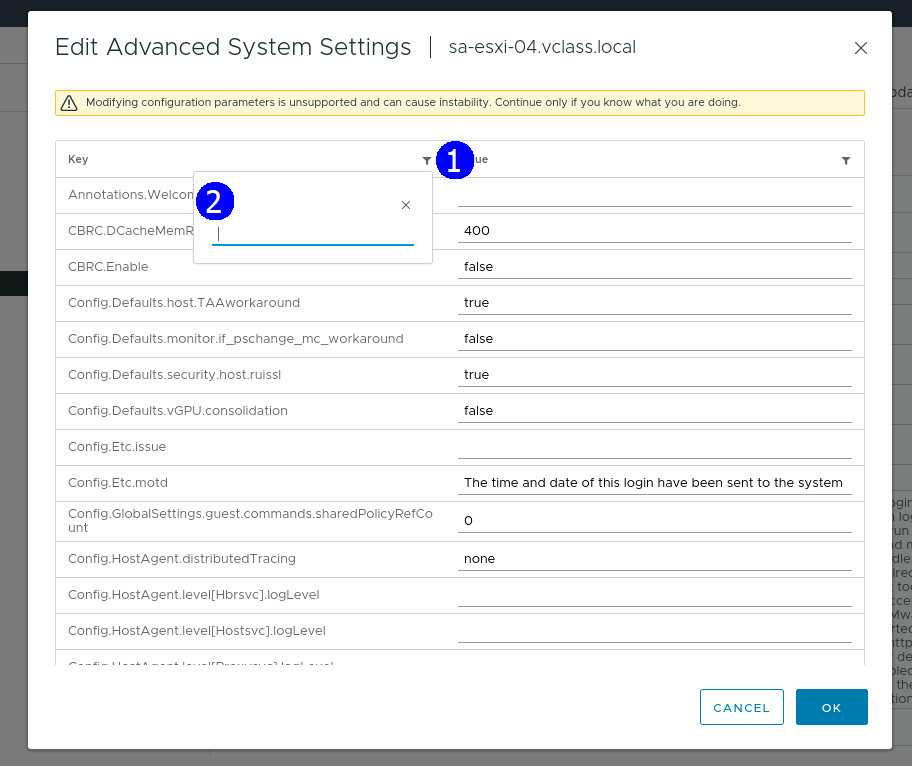 Edit Advanced System Settings | sa-esxi-04.vclass.local
Modifying configuration parameters is unsupported and can cause instability. Continue only if you know what you are doing.
Key 1 ue
Annotations.Welcon
2
CBRC.DCacheMemR 400
CBRC.Enable false
Config.Defaults.host.TAAworkaround true
Config.Defaults.monitor.if_pschange_mc_workaround false
Config.Defaults.security.host.ruissl true
Config.Defaults.vGPU.consolidation false
Config.Etc.issue
Config.Etc.motd The time and date of this login have been sent to the system
Config.GlobalSettings.guest.commands.sharedPolicyRefCo
unt 0
Config.HostAgent.distributedTracing none
Config.HostAgent.level[Hbrsvc].logLevel
Config.HostAgent.level[Hostsvc].logLevel
CANCEL OK